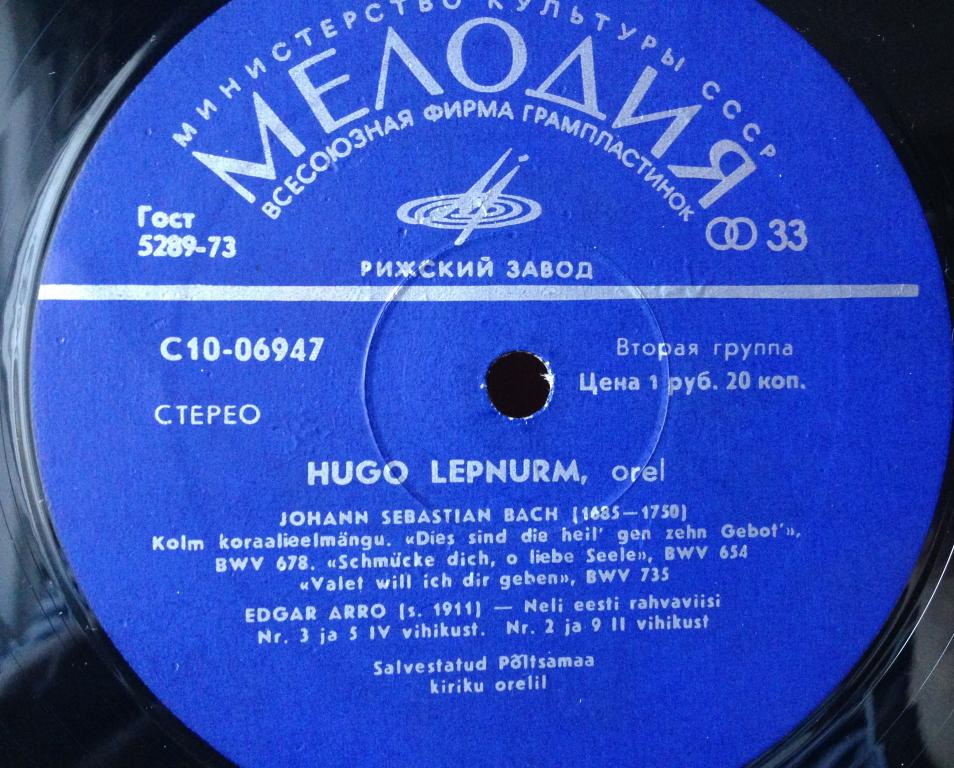 МИНИСТЕРСТВО КУЛЬТУРЫ СССР
МЕЛОДИЯ
ВСЕСОЮЗНАЯ ФИРМА ГРАМПЛАСТИНОК
Гост
5289-73
33
РИЖСКИЙ ЗАВОД
С10-06947
Вторая группа
Цена 1 руб. 20 коп.
СТЕРЕО
HUGO LEPNURM, orel
JOHANN SEBASTIAN BACH (1685—1750)
Kolm koraalieelmängu. «Dies sind die heil' gen zehn Gebot'»,
BWV 678. «Schmücke dich, o liebe Seele», BWV 654
«Valet will ich dir geben», BWV 735
EDGAR ARRO (s. 1911) — Neli eesti rahvaviisi
Nr. 3 ja 5 IV vihikust. Nr. 2 ja 9 II vihikust
Salvestatud Põltsamaa
kiriku orelil